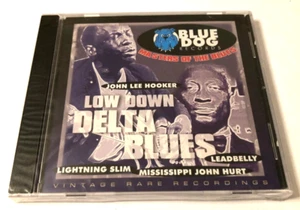 BLUE
DOG
RECORDS
MASTERS OF THE BLUES
JOHN LEE HOOKER
LOW DOWN
DELTA
BLUES
LEADBELLY
LIGHTNING SLIM
MISSISSIPPI JOHN HURT
VINTAGE RARE RECORDINGS